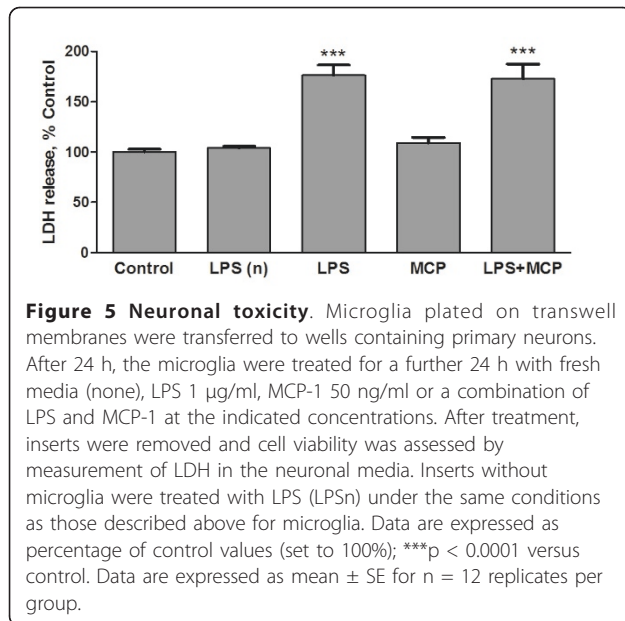 ***
***
200
150
100
50
0
LDH release, % Control
Control LPS (n) LPS MCP LPS+MCP
Figure 5 Neuronal toxicity. Microglia plated on transwell
membranes were transferred to wells containing primary neurons.
After 24 h, the microglia were treated for a further 24 h with fresh
media (none), LPS 1 μg/ml, MCP-1 50 ng/ml or a combination of
LPS and MCP-1 at the indicated concentrations. After treatment,
inserts were removed and cell viability was assessed by
measurement of LDH in the neuronal media. Inserts without
microglia were treated with LPS (LPSn) under the same conditions
as those described above for microglia. Data are expressed as
percentage of control values (set to 100%); ***p < 0.0001 versus
control. Data are expressed as mean ± SE for n = 12 replicates per
group.